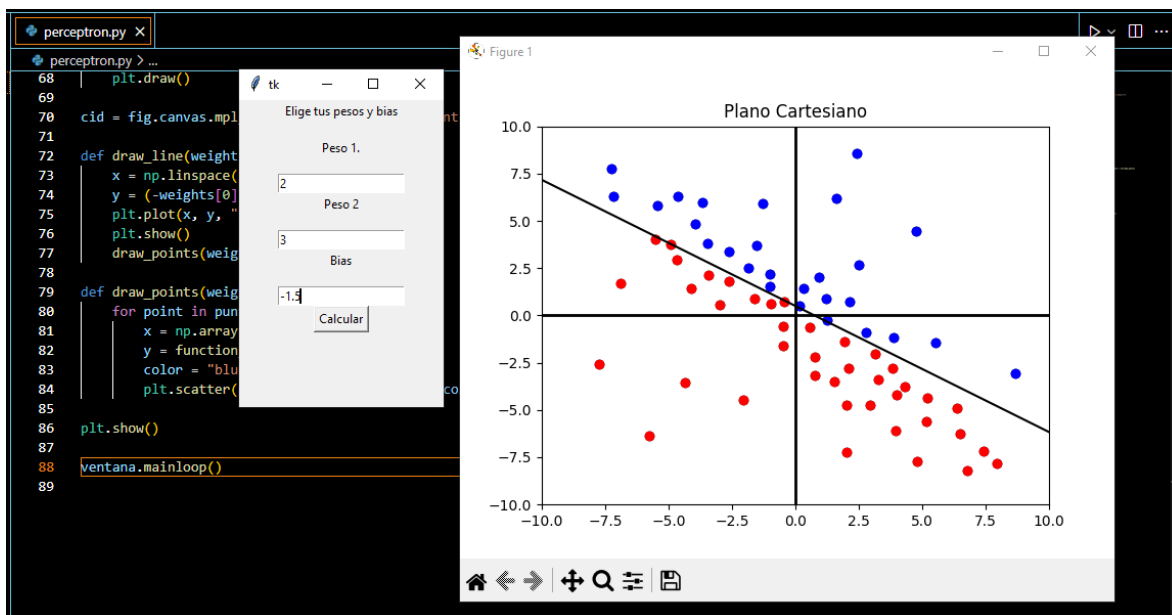 perceptron.py
perceptron.py > ...
68 plt.draw()
69
70 cid = fig.canvas.mpl
71
72 def draw_line(weight
73 x = np.linspace(
74 y = (-weights[0]
75 plt.plot(x, y, "
76 plt.show()
77 draw_points(weig
78
79 def draw_points(weig
80 for point in pun
81 x = np.array
82 y = function
83 color = "blu
84 plt.scatter(
85
86 plt.show()
87
88 ventana.mainloop()
89
tk
Elige tus pesos y bias
Peso 1.
2
Peso 2
3
Bias
-1.5
Calcular
Figure 1
Plano Cartesiano
10.0
7.5
5.0
2.5
0.0
−2.5
−5.0
−7.5
−10.0
−10.0 −7.5 −5.0 −2.5 0.0 2.5 5.0 7.5 10.0